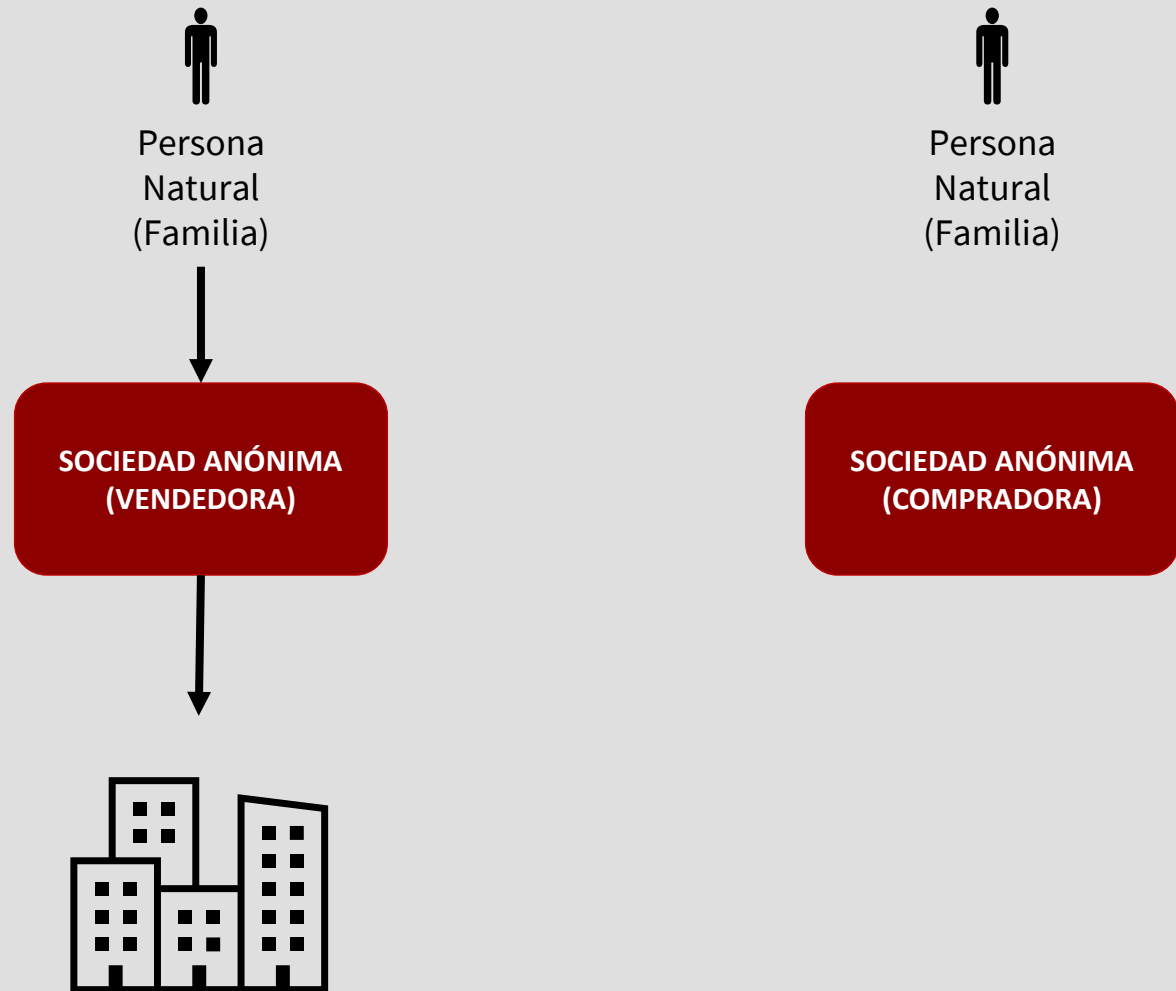 Persona
Natural
(Familia)
Persona
Natural
(Familia)
SOCIEDAD ANÓNIMA
(VENDEDORA)
SOCIEDAD ANÓNIMA
(COMPRADORA)